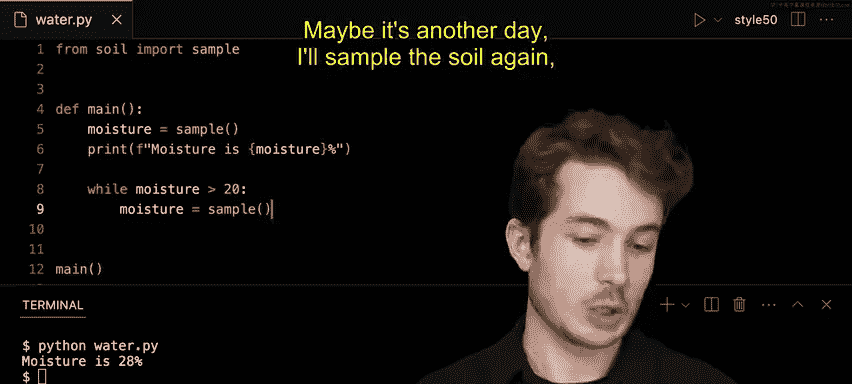 water.py
style50
Maybe it's another day,
I'll sample the soil again,
1 from soil import sample
2
3
4 def main():
5 moisture = sample()
6 print(f"Moisture is {moisture}%")
7
8 while moisture > 20:
9 moisture = sample()
10
11
12 main()
TERMINAL
$ python water.py
Moisture is 28%
$